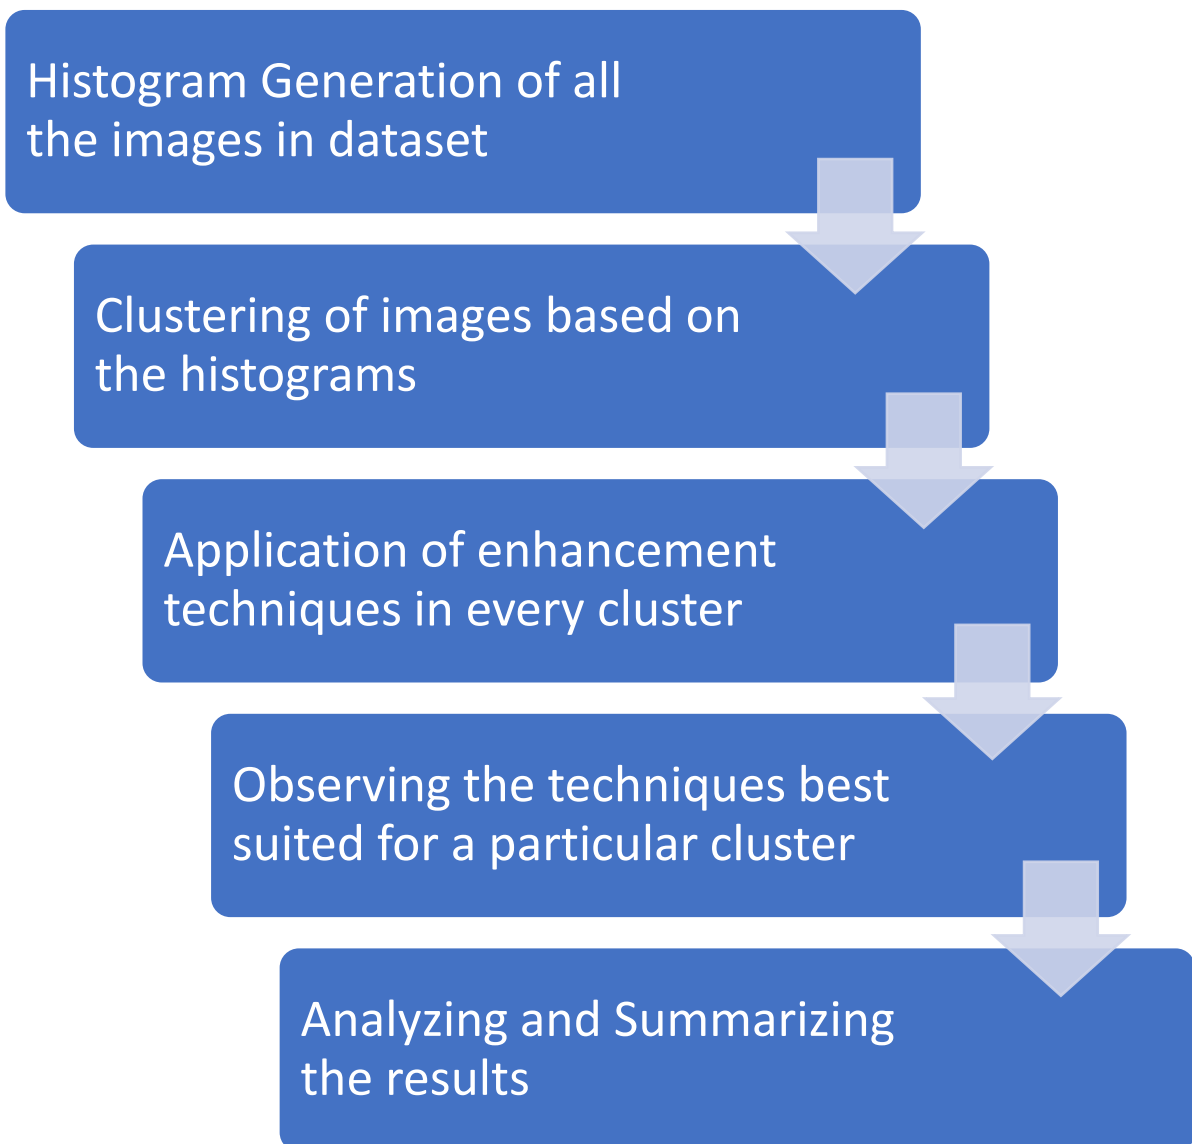 Histogram Generation of all
the images in dataset
Clustering of images based on
the histograms
Application of enhancement
techniques in every cluster
Observing the techniques best
suited for a particular cluster
Analyzing and Summarizing
the results